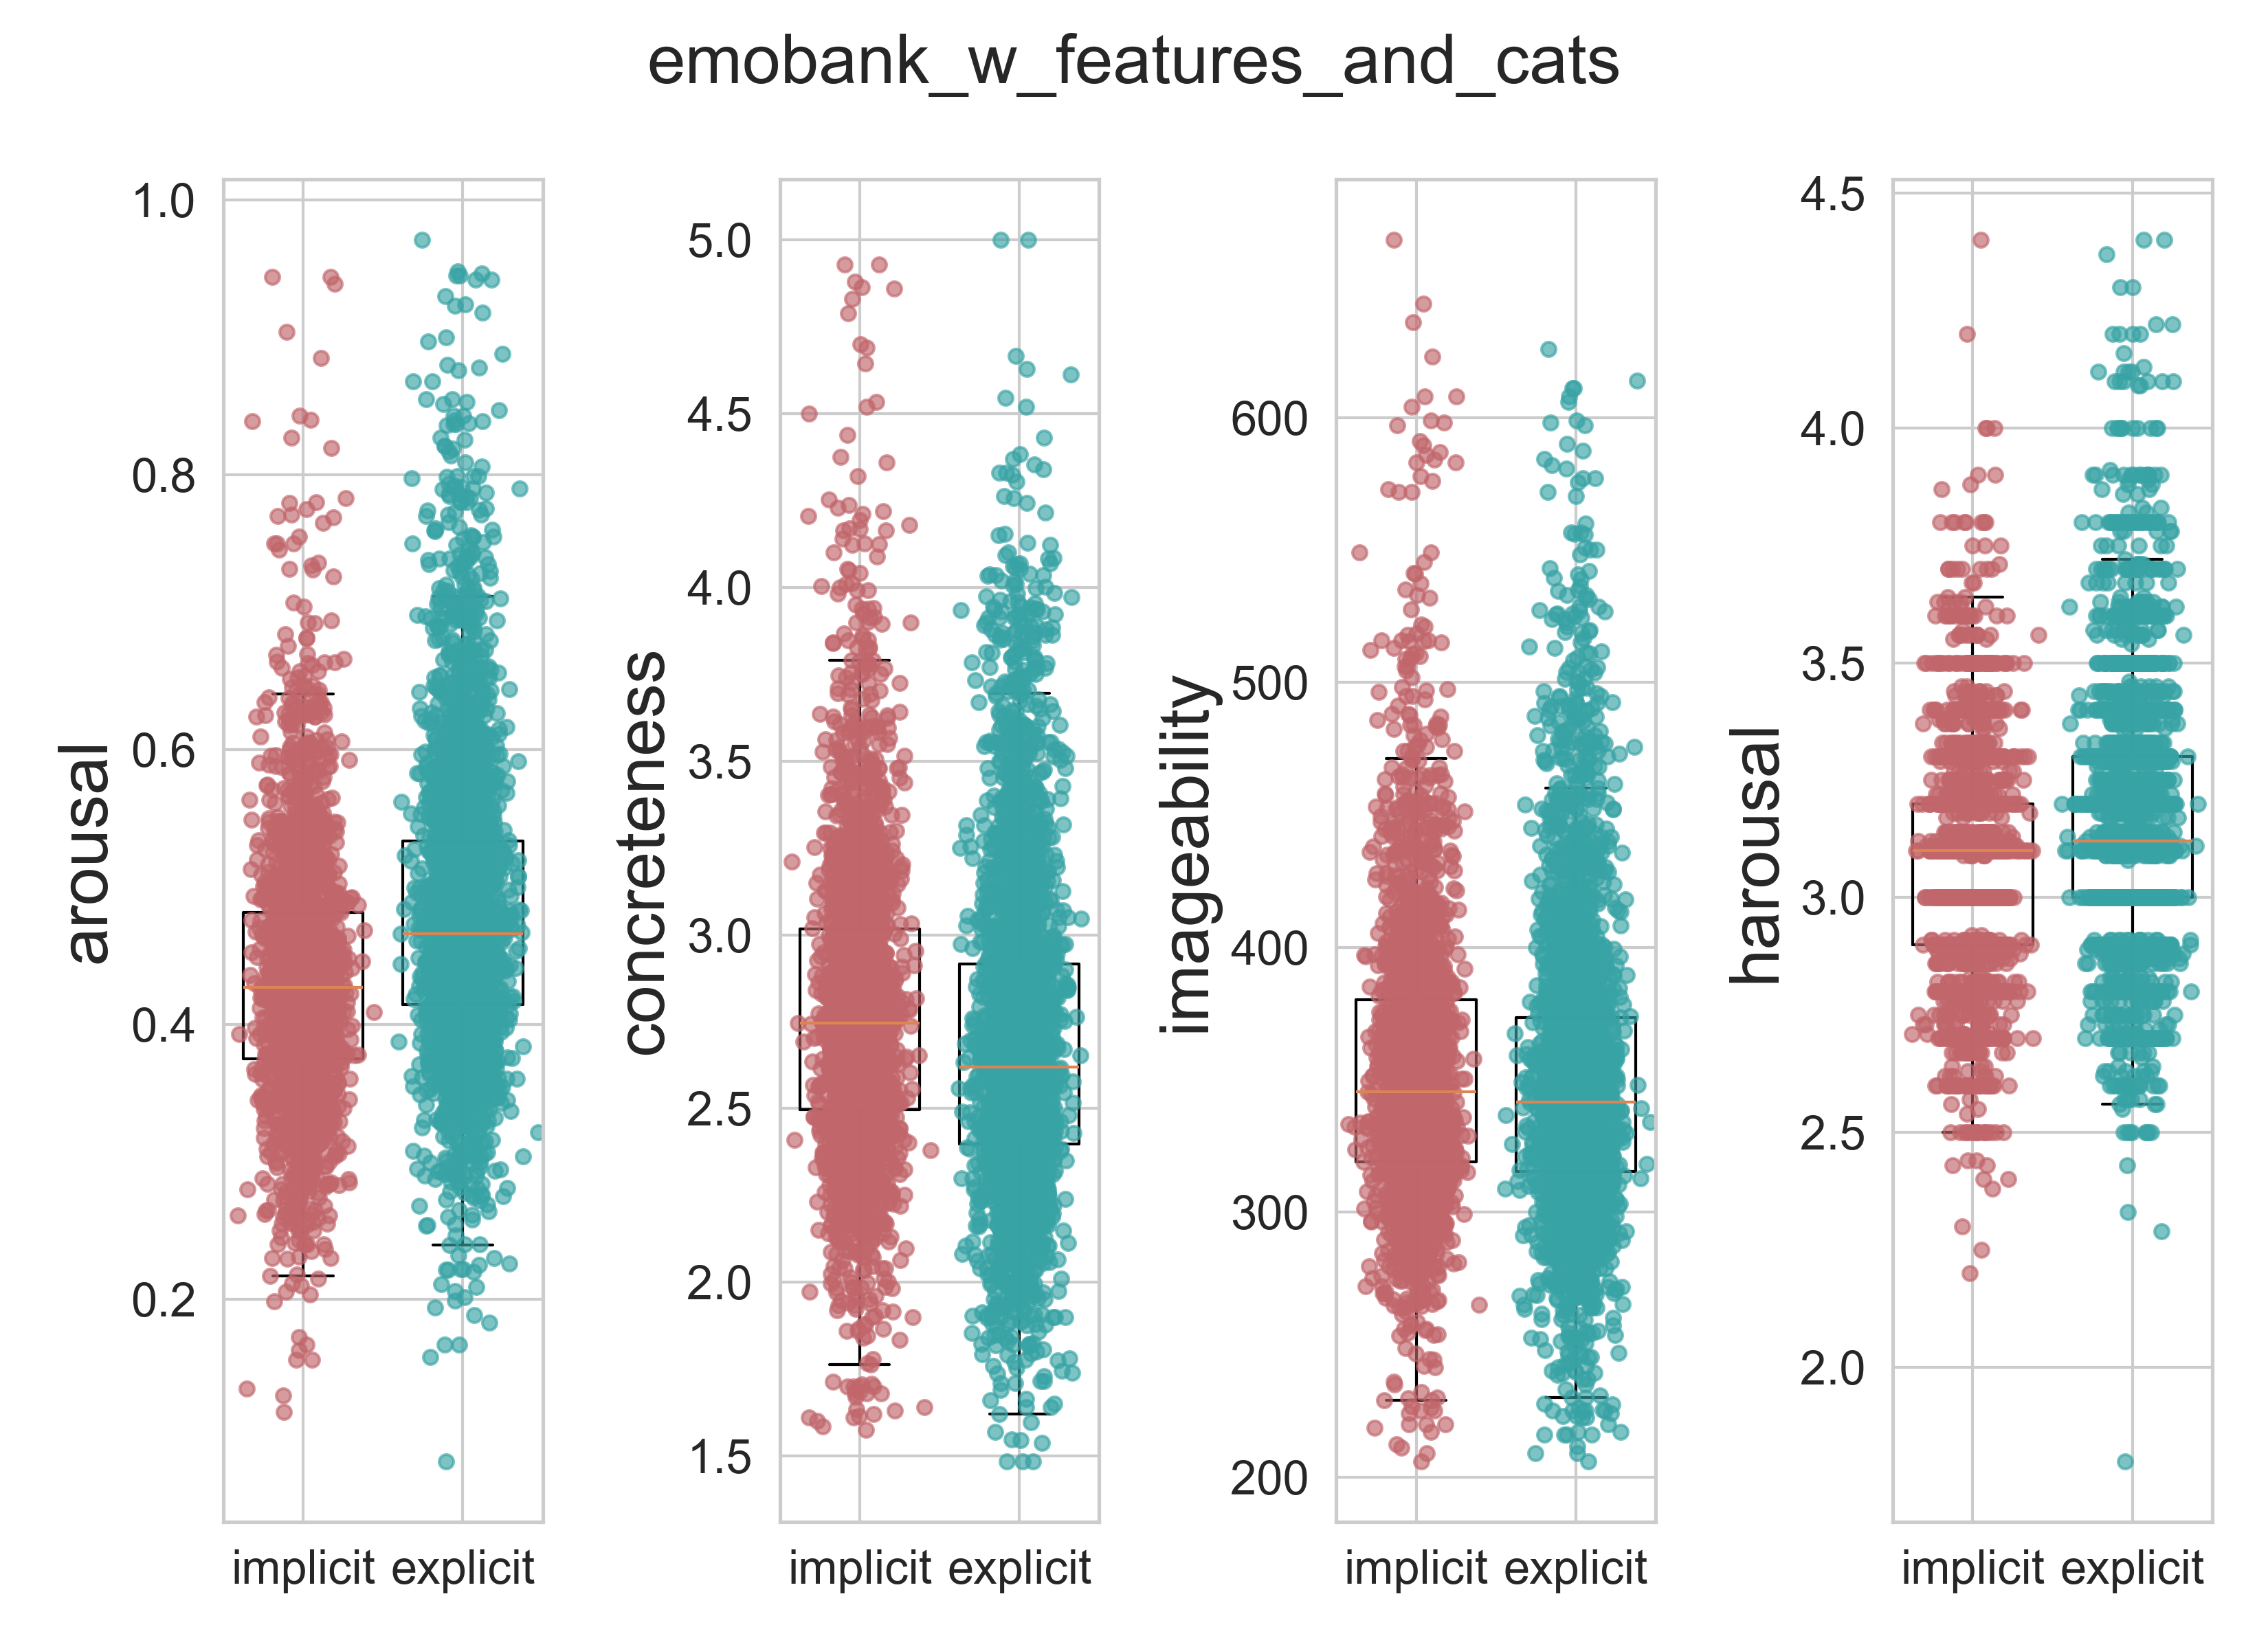 emobank_w_features_and_cats
arousal
1.0
0.8
0.6
0.4
0.2
implicit explicit
concreteness
5.0
4.5
4.0
3.5
3.0
2.5
2.0
1.5
implicit explicit
imageability
600
500
400
300
200
implicit explicit
harousal
4.5
4.0
3.5
3.0
2.5
2.0
implicit explicit